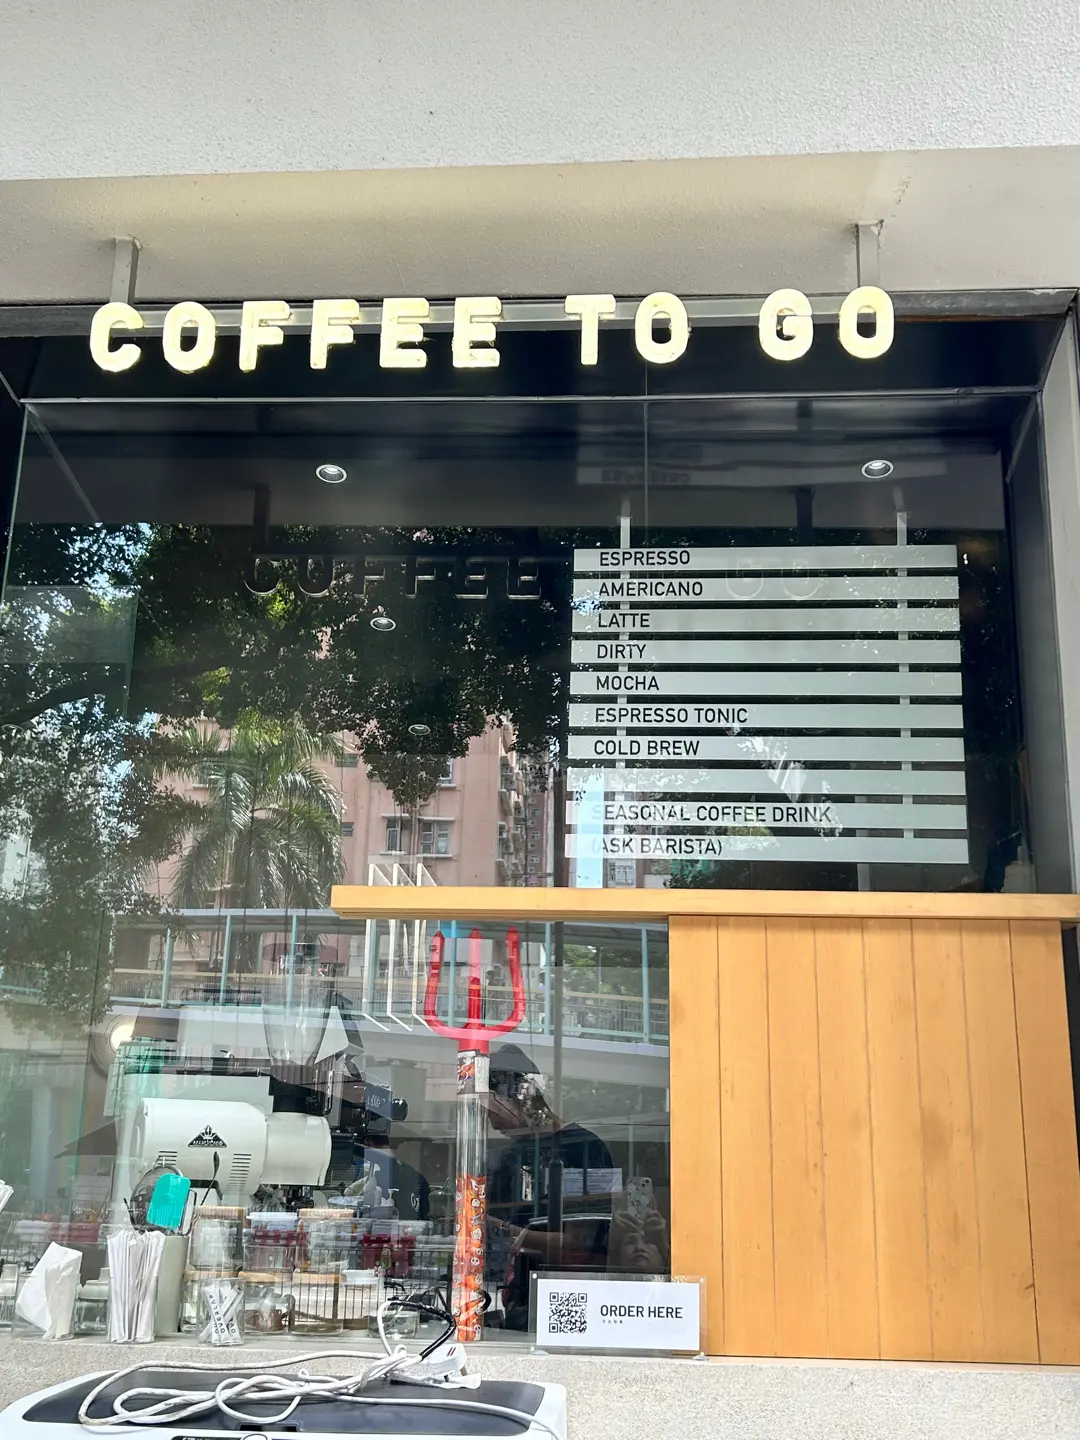 COFFEE TO GO
ESPRESSO
AMERICANO
LATTE
DIRTY
MOCHA
ESPRESSO TONIC
COLD BREW
SEASONAL COFFEE DRINK
(ASK BARISTA)
ORDER HERE